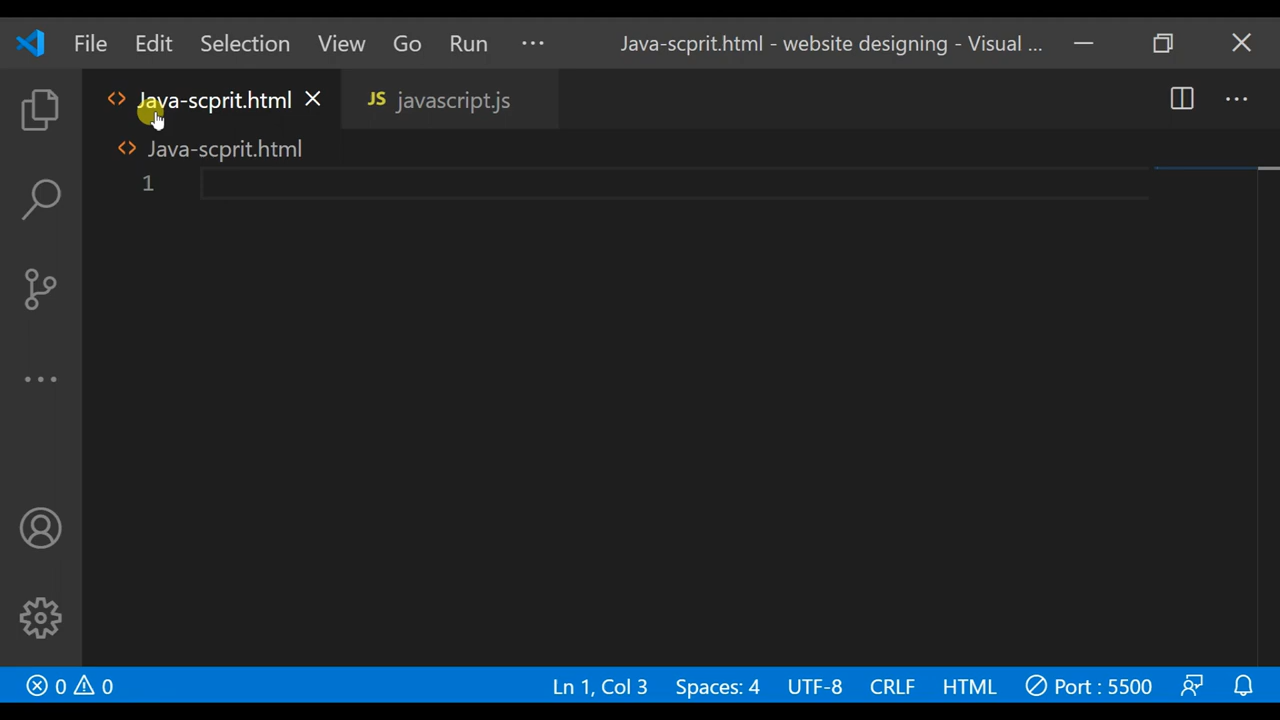 File Edit Selection View Go Run ··· Java-scprit.html - website designing - Visual ...
Java-scprit.html JS javascript.js
Java-scprit.html
1
0 0 Ln 1, Col 3 Spaces: 4 UTF-8 CRLF HTML Port : 5500